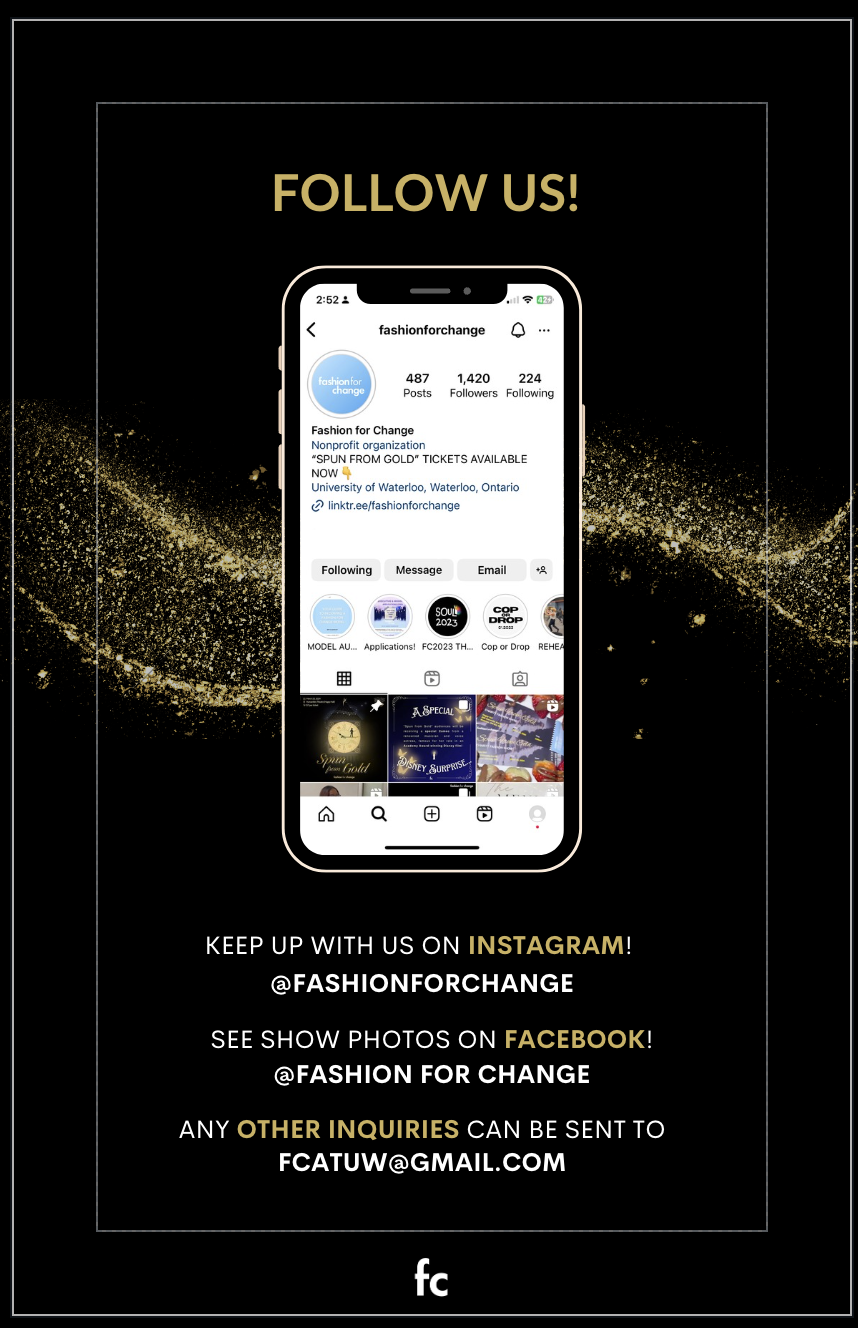 FOLLOW US!
2:52
42
fashionforchange
fashion for
change
487
1,420
224
Posts
Followers
Following
Fashion for Change
Nonprofit organization
“SPUN FROM GOLD” TICKETS AVAILABLE
NOW 👇
University of Waterloo, Waterloo, Ontario
linktr.ee/fashionforchange
Following
Message
Email
SOUL
2023
COP
OR
DROP
MODEL AU...
Applications!
FC2023 TH...
Cop or Drop
REHEA
Spun
from Gold
A SPECIAL
DISNEY SURPRISE
KEEP UP WITH US ON INSTAGRAM!
@FASHIONFORCHANGE
SEE SHOW PHOTOS ON FACEBOOK!
@FASHION FOR CHANGE
ANY OTHER INQUIRIES CAN BE SENT TO
FCATUW@GMAIL.COM
fc